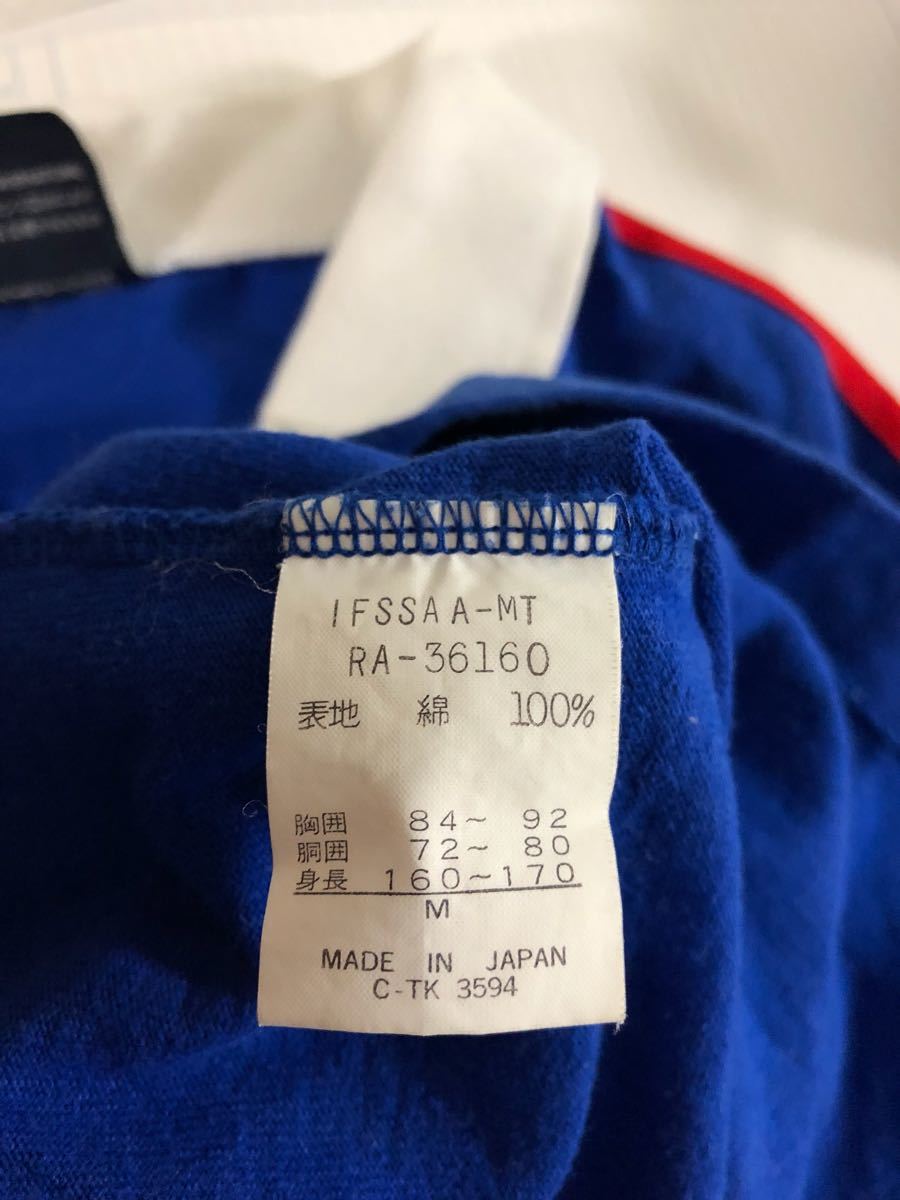 IFSSAA-MT
RA-36160
表地 綿 100%
胸囲 84~ 92
胴囲 72~ 80
身長 160~170
M
MADE IN JAPAN
C-TK 3594